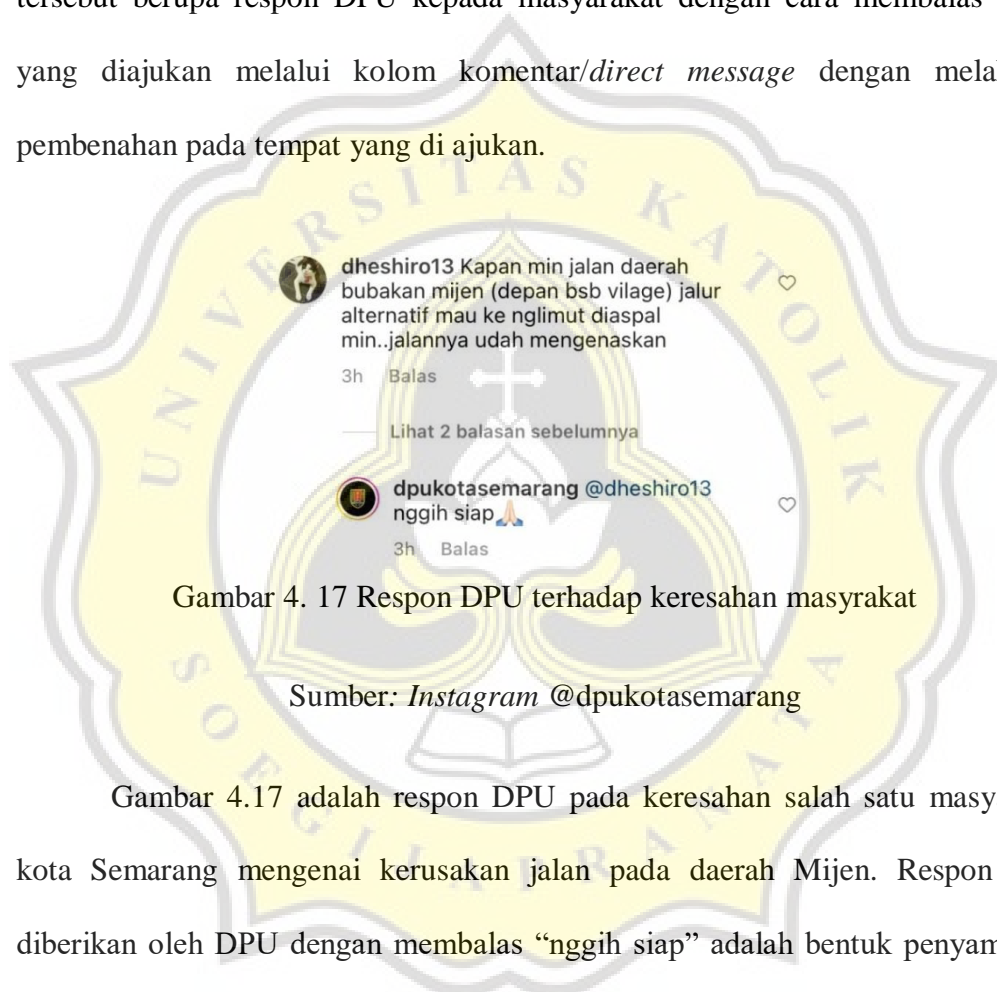 tersebut berupa respon DPU kepada masyarakat dengan cara membalas
yang diajukan melalui kolom komentar/direct message dengan
pembenahan pada tempat yang di ajukan.
dheshiro13 Kapan min jalan daerah
bubakan mijen (depan bsb vilage) jalur
alternatif mau ke nglimut diaspal
min..jalannya udah mengenaskan
3h Balas
Lihat 2 balasan sebelumnya
dpukotasemarang @dheshiro13
nggih siap🙏🏻
3h Balas
Gambar 4. 17 Respon DPU terhadap keresahan masyrakat
Sumber: Instagram @dpukotasemarang
Gambar 4.17 adalah respon DPU pada keresahan salah satu
kota Semarang mengenai kerusakan jalan pada daerah Mijen. Respon
diberikan oleh DPU dengan membalas “nggih siap” adalah bentuk
UNIVERSITAS KATOLIK
SOEGIJAPRANATA